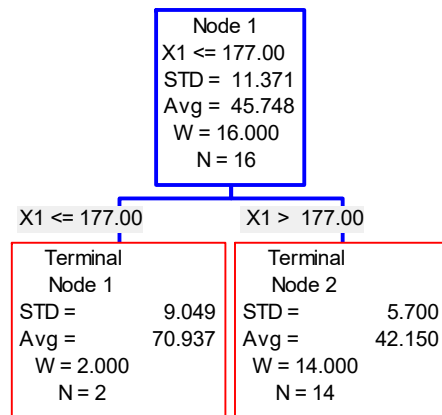 Node 1
X1 <= 177.00
STD = 11.371
Avg = 45.748
W = 16.000
N = 16
X1 <= 177.00
X1 > 177.00
Terminal
Node 1
STD = 9.049
Avg = 70.937
W = 2.000
N = 2
Terminal
Node 2
STD = 5.700
Avg = 42.150
W = 14.000
N = 14